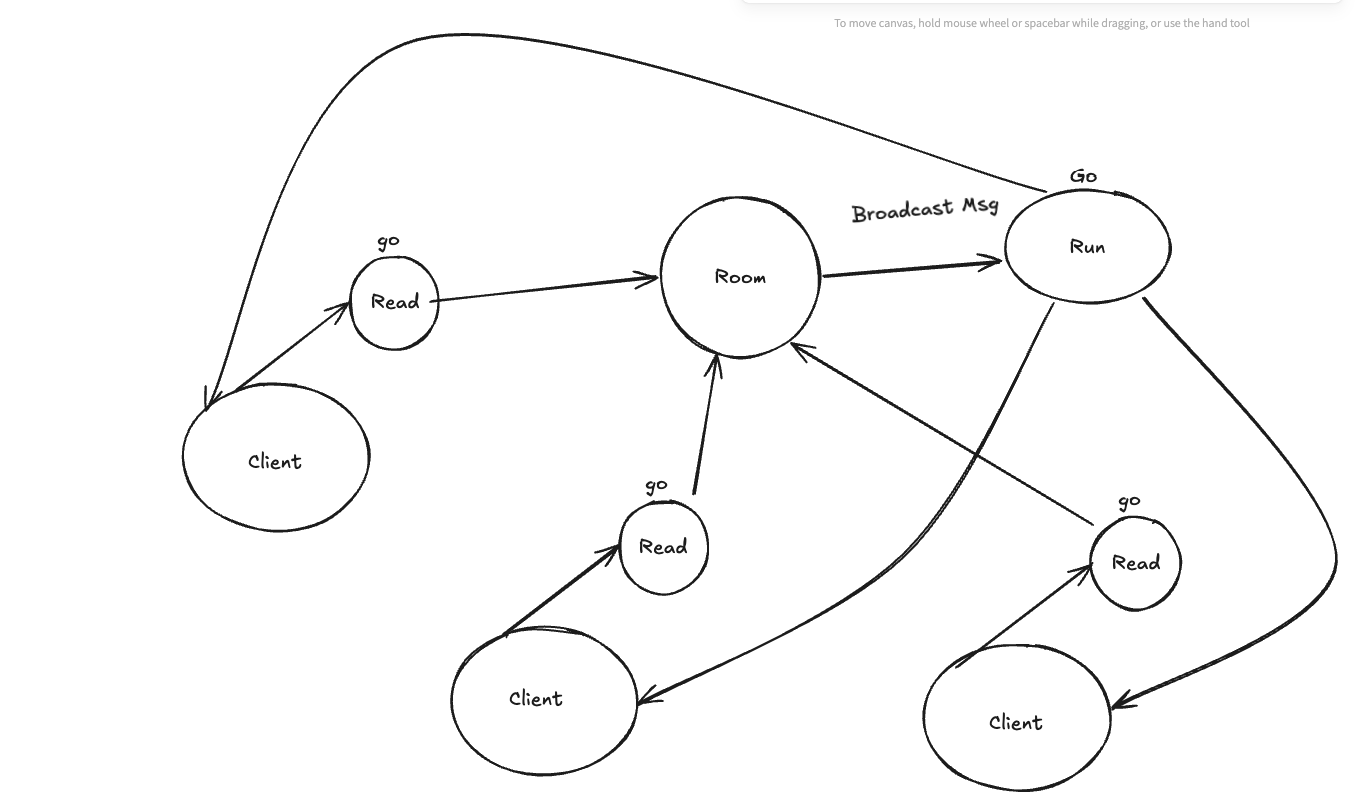 To move canvas, hold mouse wheel or spacebar while dragging, or use the hand tool
Go
Broadcast Msg
go
Run
Room
Read
Client
go
go
Read
Read
Client
Client